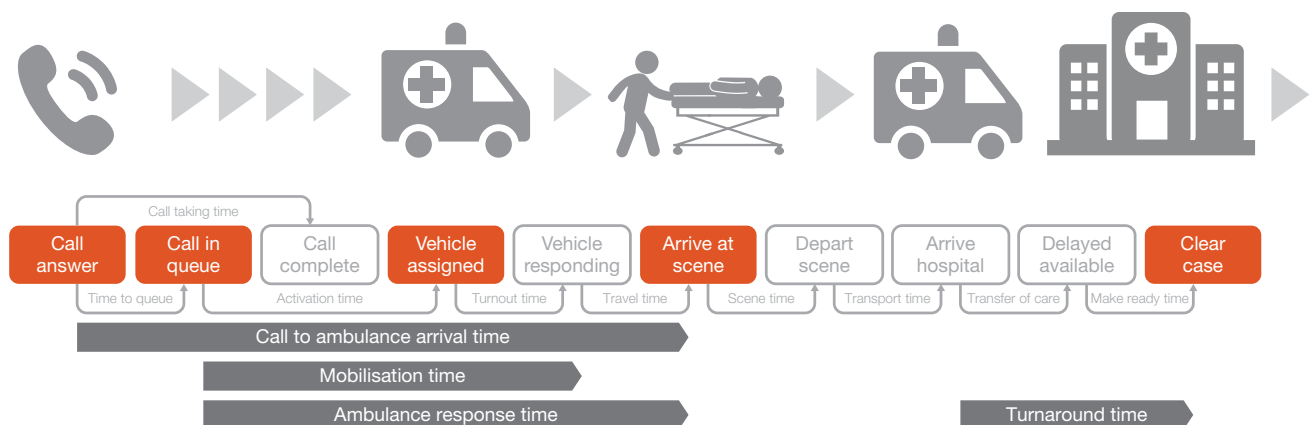 Call taking time
Call
answer
Call in
queue
Call
complete
Vehicle
assigned
Vehicle
responding
Arrive at
scene
Depart
scene
Arrive
hospital
Delayed
available
Clear
case
Time to queue
Activation time
Turnout time
Travel time
Scene time
Transport time
Transfer of care
Make ready time
Call to ambulance arrival time
Mobilisation time
Ambulance response time
Turnaround time